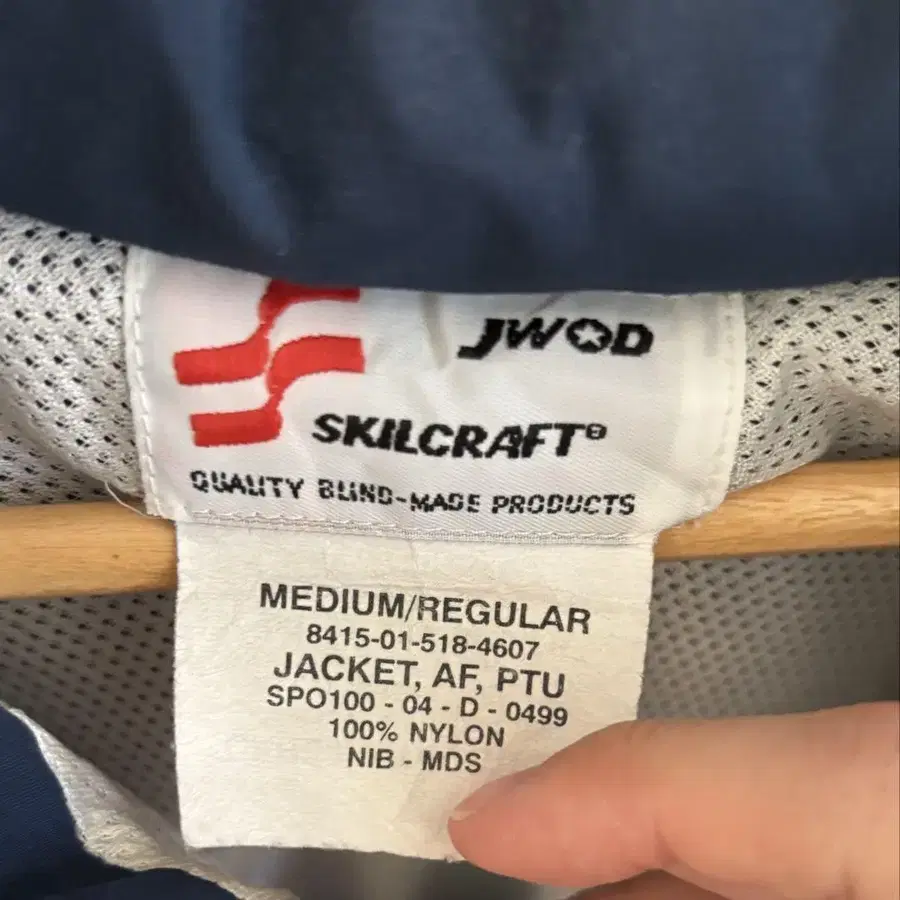 JWOD
SKILCRAFT®
QUALITY BLIND-MADE PRODUCTS
MEDIUM/REGULAR
8415-01-518-4607
JACKET, AF, PTU
SPO100 - 04 - D - 0499
100% NYLON
NIB - MDS